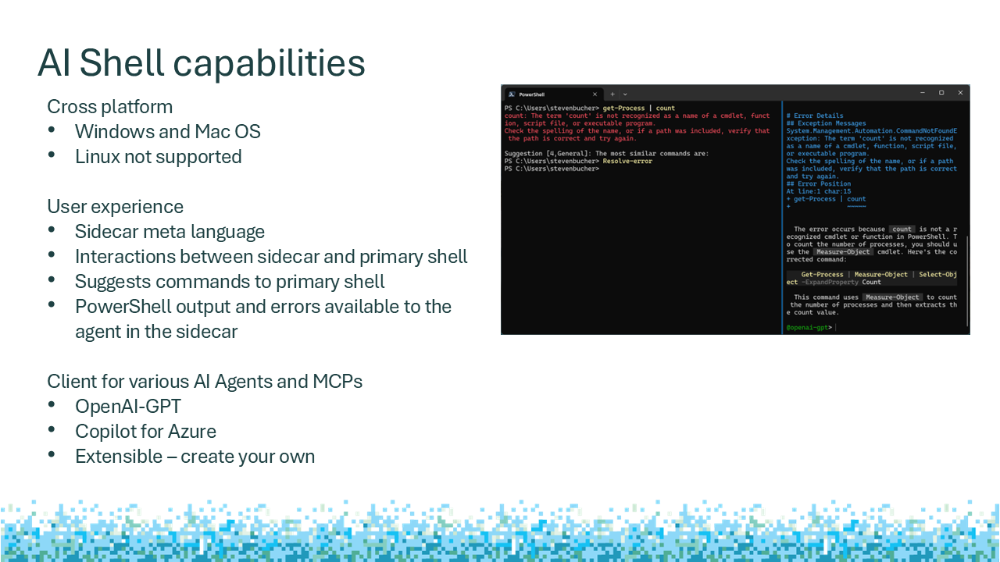 AI Shell capabilities
Cross platform
• Windows and Mac OS
• Linux not supported
User experience
• Sidecar meta language
• Interactions between sidecar and primary shell
• Suggests commands to primary shell
• PowerShell output and errors available to the
agent in the sidecar
Client for various AI Agents and MCPs
• OpenAI-GPT
• Copilot for Azure
• Extensible – create your own
PowerShell
PS C:\Users\stevenbucher> get-Process | count
count: The term 'count' is not recognized as a name of a cmdlet, funct
ion, script file, or executable program.
Check the spelling of the name, or if a path was included, verify that
the path is correct and try again.
Suggestion [4,General]: The most similar commands are:
PS C:\Users\stevenbucher> Resolve-error
PS C:\Users\stevenbucher>
# Error Details
## Exception Messages
System.Management.Automation.CommandNotFoundE
xception: The term 'count' is not recognized
as a name of a cmdlet, function, script file,
or executable program.
Check the spelling of the name, or if a path
was included, verify that the path is correct
and try again.
## Error Position
At line:1 char:15
+ get-Process | count
+ ~~~~~
The error occurs because count is not a r
ecognized cmdlet or function in PowerShell. T
o count the number of processes, you should u
se the Measure-Object cmdlet. Here's the co
rrected command:
Get-Process | Measure-Object | Select-Obj
ect -ExpandProperty Count
This command uses Measure-Object to count
the number of processes and then extracts th
e count value.
@openai-gpt>